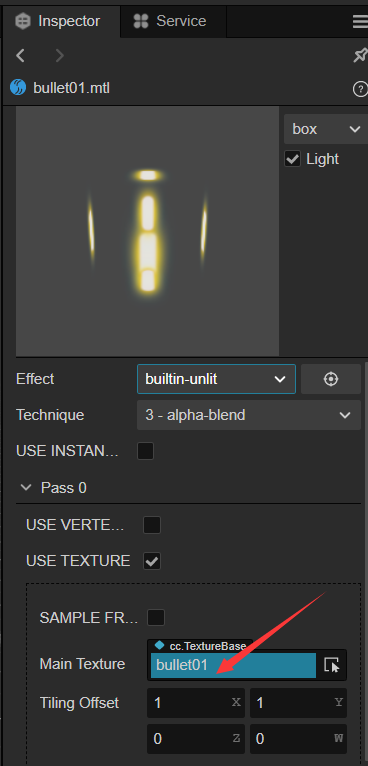 Inspector Service
bullet01.mtl
box
Light
Effect builtin-unlit
Technique 3 - alpha-blend
USE INSTAN...
Pass 0
USE VERTE...
USE TEXTURE
SAMPLE FR...
cc.TextureBase
Main Texture bullet01
Tiling Offset 1 X 1 Y
0 Z 0 W